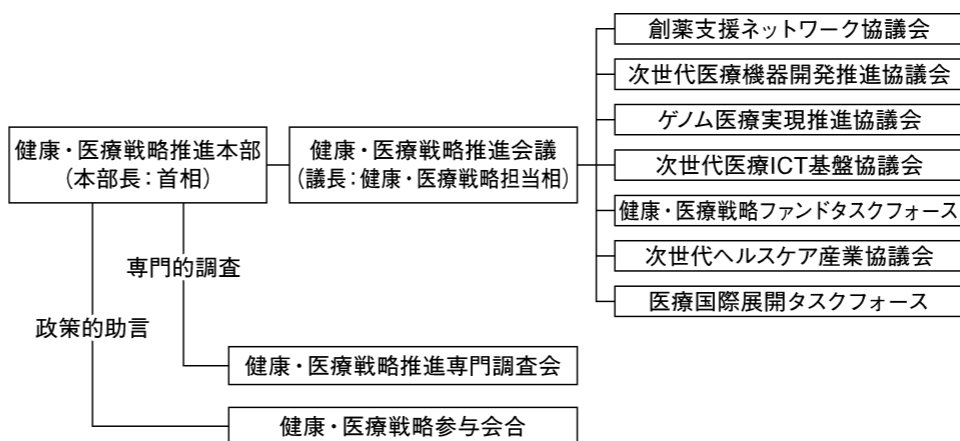 健康・医療戦略推進本部
（本部長：首相）
健康・医療戦略推進会議
（議長：健康・医療戦略担当相）
創薬支援ネットワーク協議会
次世代医療機器開発推進協議会
ゲノム医療実現推進協議会
次世代医療ICT基盤協議会
健康・医療戦略ファンドタスクフォース
次世代ヘルスケア産業協議会
医療国際展開タスクフォース
専門的調査
政策的助言
健康・医療戦略推進専門調査会
健康・医療戦略参与会合